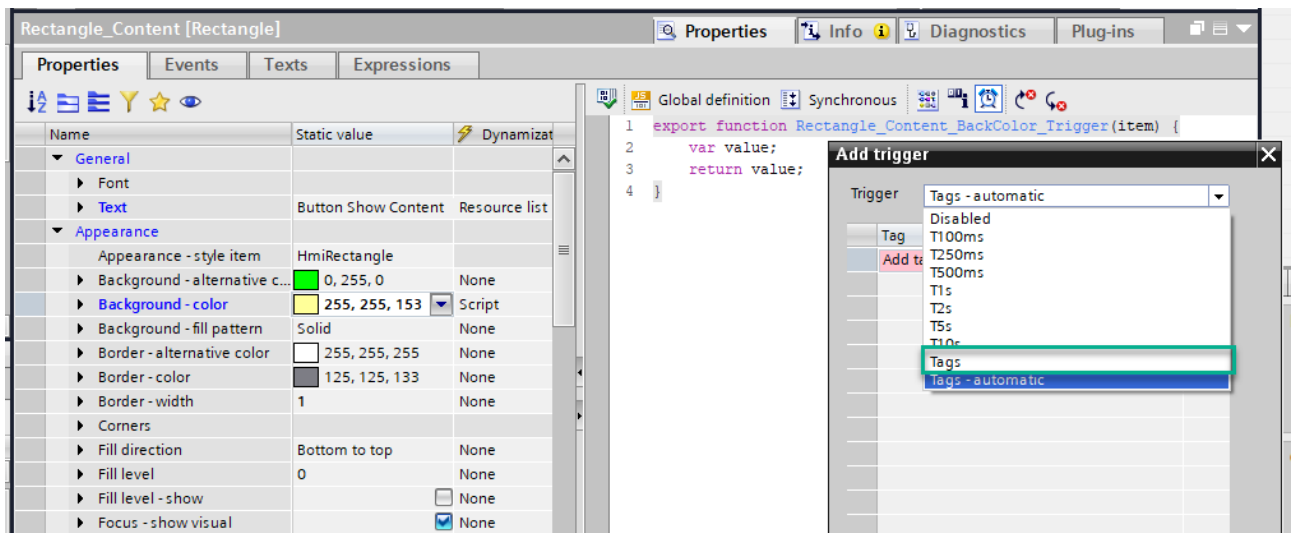 Rectangle_Content [Rectangle]
Properties Info Diagnostics Plug-ins
Properties Events Texts Expressions
Global definition Synchronous
Name Static value Dynamizat
General
Font
Text Button Show Content Resource list
Appearance
Appearance - style item HmiRectangle
Background - alternative c... 0, 255, 0 None
Background - color 255, 255, 153 Script
Background - fill pattern Solid None
Border - alternative color 255, 255, 255 None
Border - color 125, 125, 133 None
Border - width 1 None
Corners
Fill direction Bottom to top None
Fill level 0 None
Fill level - show None
Focus - show visual None
1 export function Rectangle_Content_BackColor_Trigger(item) {
2 var value;
3 return value;
4 }
Add trigger
Trigger Tags - automatic
Tag
Add ta
Disabled
T100ms
T250ms
T500ms
T1s
T2s
T5s
T10s
Tags
Tags - automatic